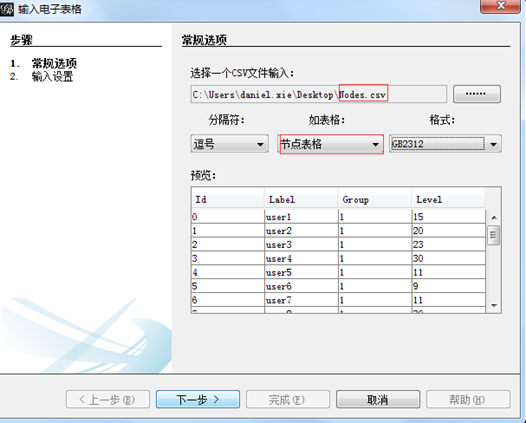 输入电子表格
步骤
1. 常规选项
2. 输入设置
常规选项
选择一个CSV文件输入:
C:\Users\daniel.xie\Desktop\Nodes.csv
......
分隔符: 如表格: 格式:
逗号 节点表格 GB2312
预览:
Id Label Group Level
0 user1 1 15
1 user2 1 20
2 user3 1 23
3 user4 1 30
4 user5 1 11
5 user6 1 9
6 user7 1 11
< 上一步(B) 下一步 > 完成(F) 取消 帮助(H)